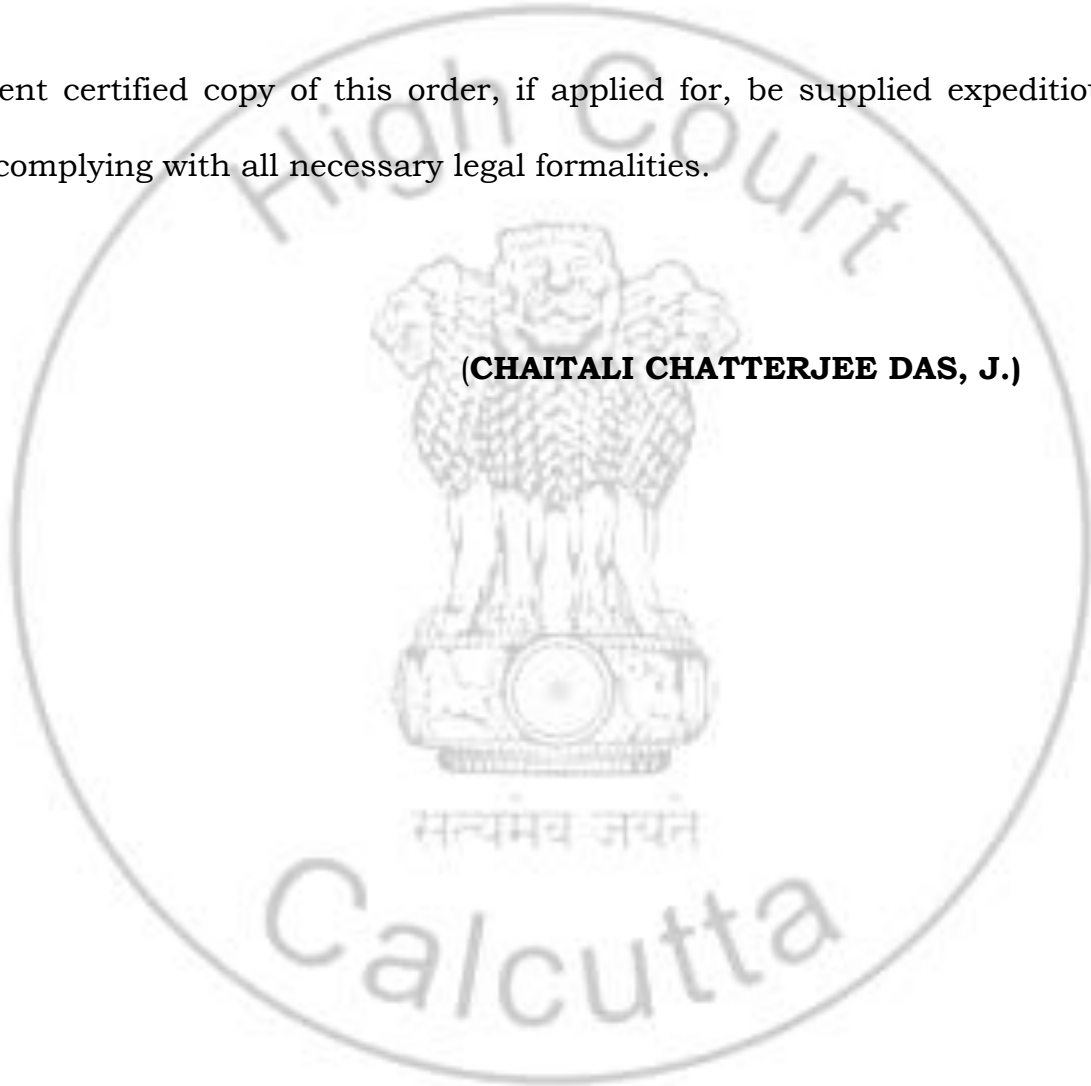 High Court
ent certified copy of this order, if applied for, be supplied expeditio
complying with all necessary legal formalities.
(CHAITALI CHATTERJEE DAS, J.)
सत्यमेव जयते
Calcutta